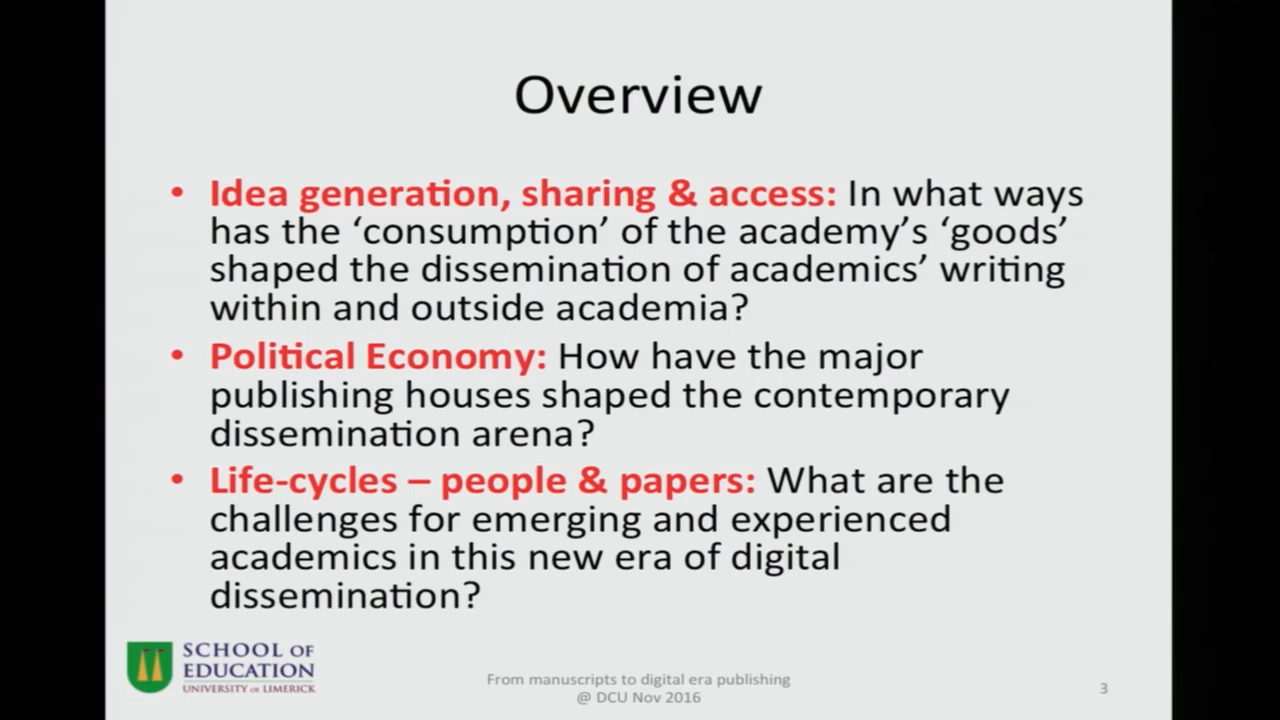 Overview
• Idea generation, sharing & access: In what ways
has the ‘consumption’ of the academy’s ‘goods’
shaped the dissemination of academics’ writing
within and outside academia?
• Political Economy: How have the major
publishing houses shaped the contemporary
dissemination arena?
• Life-cycles – people & papers: What are the
challenges for emerging and experienced
academics in this new era of digital
dissemination?
SCHOOL OF
EDUCATION
UNIVERSITY OF LIMERICK
From manuscripts to digital era publishing
@ DCU Nov 2016
3